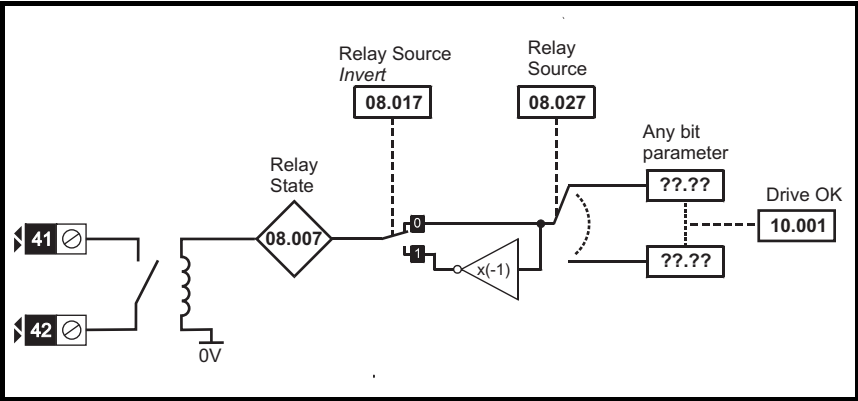 Relay Source
Invert
08.017
Relay
Source
08.027
Any bit
parameter
??.??
Drive OK
10.001
??.??
Relay
State
08.007
0
1
x(-1)
41
42
0V